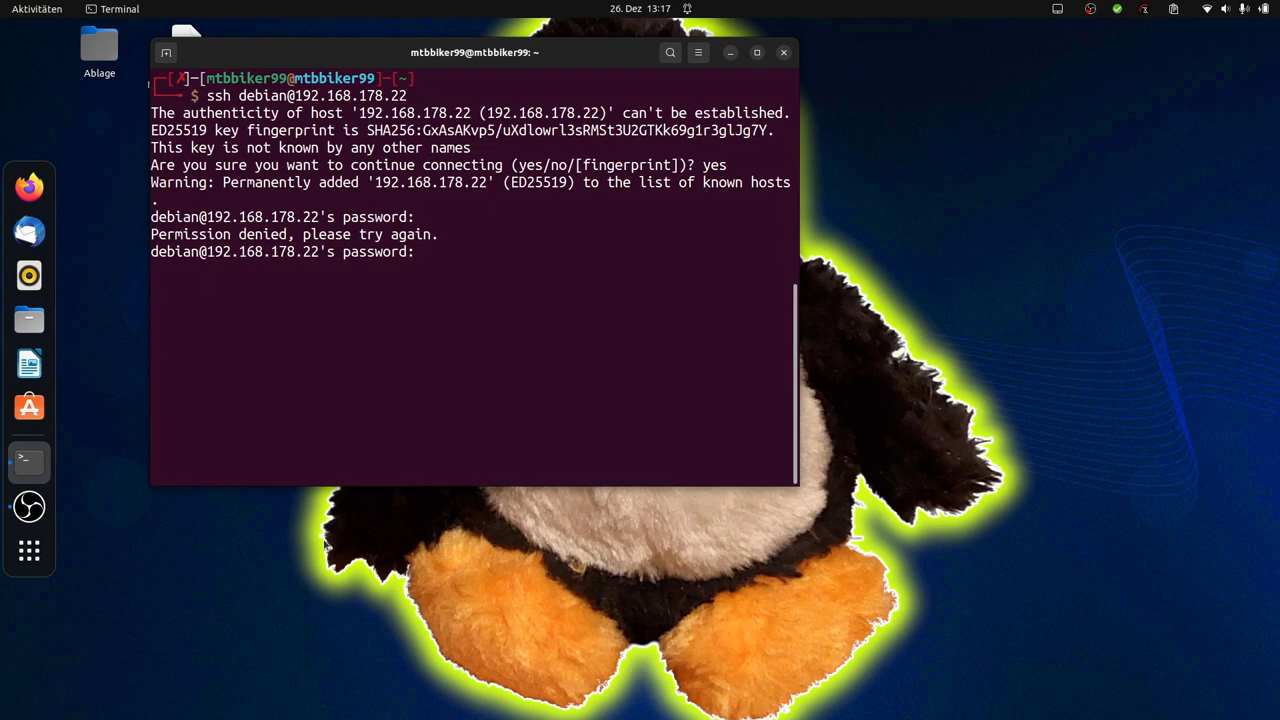 Aktivitäten
Terminal
26. Dez 13:17
Ablage
mtbbiker99@mtbbiker99: ~
┌─[✗]─[mtbbiker99@mtbbiker99]─[~]
└──╼ $ ssh debian@192.168.178.22
The authenticity of host '192.168.178.22 (192.168.178.22)' can't be established.
ED25519 key fingerprint is SHA256:GxAsAKvp5/uXdlowrl3sRMSt3U2GTKk69g1r3glJg7Y.
This key is not known by any other names
Are you sure you want to continue connecting (yes/no/[fingerprint])? yes
Warning: Permanently added '192.168.178.22' (ED25519) to the list of known hosts
.
debian@192.168.178.22's password:
Permission denied, please try again.
debian@192.168.178.22's password: